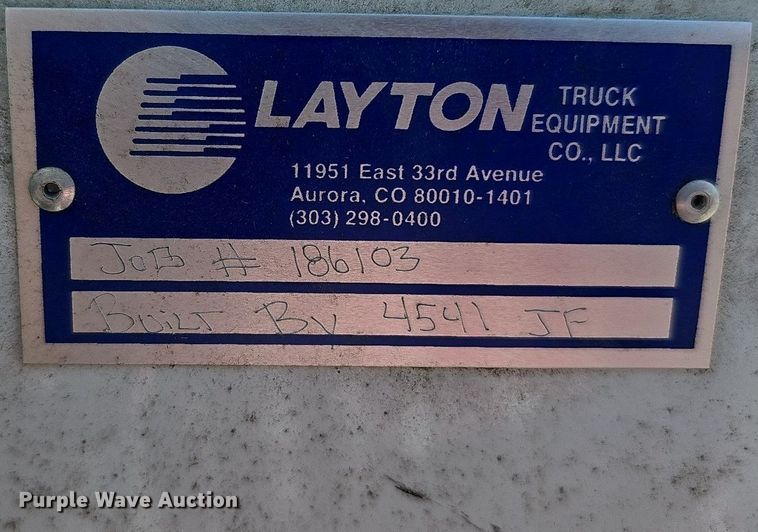 LAYTON TRUCK EQUIPMENT CO., LLC
11951 East 33rd Avenue
Aurora, CO 80010-1401
(303) 298-0400
JOB # 186103
BUILT BY 4541 JF
Purple Wave Auction